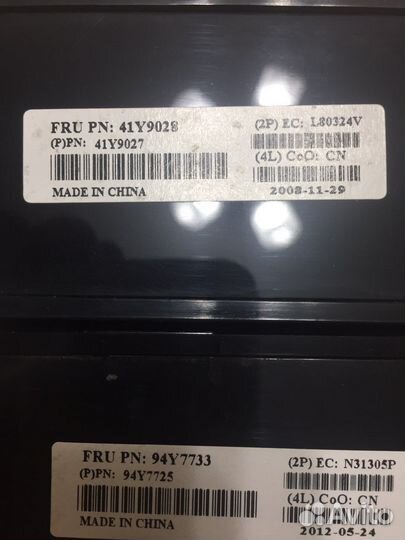 FRU PN: 41Y9028
(P)PN: 41Y9027
MADE IN CHINA
(2P) EC: L80324V
(4L) CoO: CN
2008-11-29
FRU PN: 94Y7733
(P)PN: 94Y7725
MADE IN CHINA
(2P) EC: N31305P
(4L) CoO: CN
2012-05-24
Avito